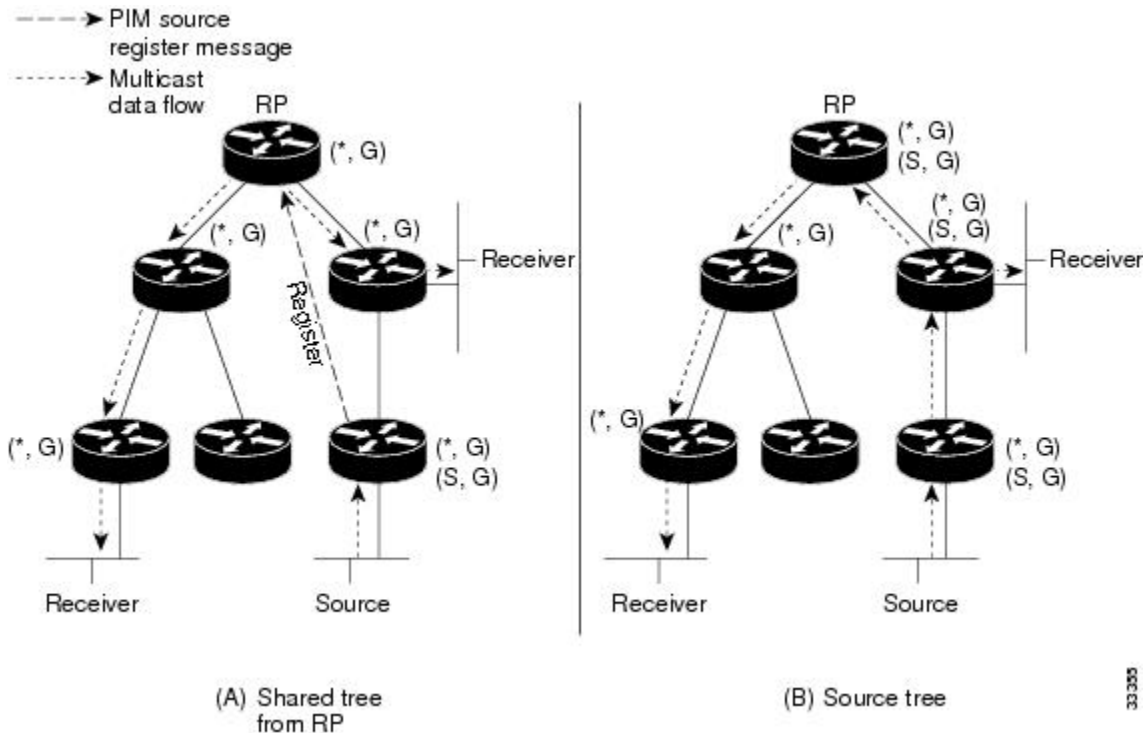 PIM source
register message
Multicast
data flow
RP
(*, G)
(*, G)
(*, G)
Receiver
Register
(*, G)
(*, G)
(S, G)
Receiver
Source
(A) Shared tree
from RP
RP
(*, G)
(S, G)
(*, G)
(*, G)
(S, G)
Receiver
(*, G)
(*, G)
(S, G)
Receiver
Source
(B) Source tree
33355